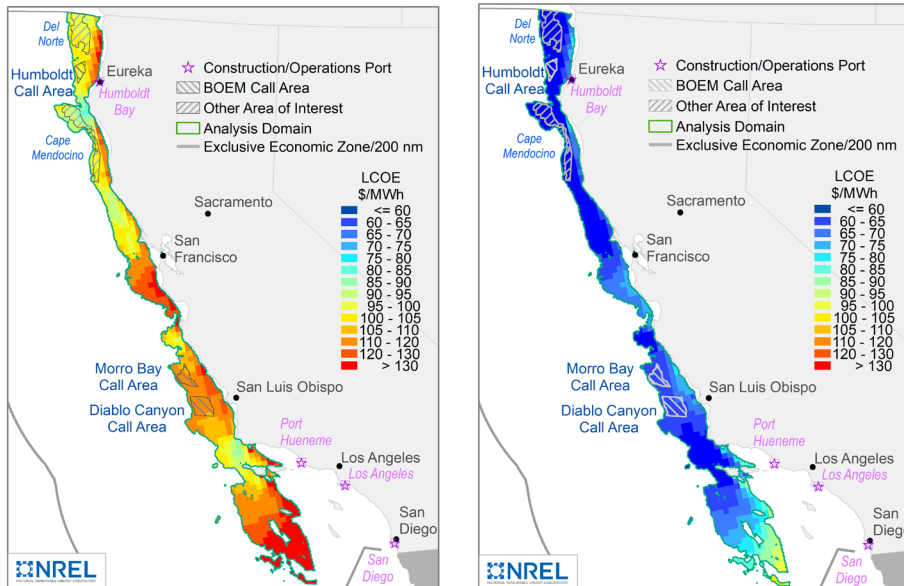 Del
Norte
Humboldt
Call Area
Eureka
Humboldt
Bay
Cape
Mendocino
Construction/Operations Port
BOEM Call Area
Other Area of Interest
Analysis Domain
Exclusive Economic Zone/200 nm
LCOE
$/MWh
<= 60
60 - 65
65 - 70
70 - 75
75 - 80
80 - 85
85 - 90
90 - 95
95 - 100
100 - 105
105 - 110
110 - 120
120 - 130
> 130
Sacramento
San
Francisco
Morro Bay
Call Area
San Luis Obispo
Diablo Canyon
Call Area
Port
Hueneme
Los Angeles
Los Angeles
San
Diego
San
Diego
NREL
NATIONAL RENEWABLE ENERGY LABORATORY
Del
Norte
Humboldt
Call Area
Eureka
Humboldt
Bay
Cape
Mendocino
Construction/Operations Port
BOEM Call Area
Other Area of Interest
Analysis Domain
Exclusive Economic Zone/200 nm
LCOE
$/MWh
<= 60
60 - 65
65 - 70
70 - 75
75 - 80
80 - 85
85 - 90
90 - 95
95 - 100
100 - 105
105 - 110
110 - 120
120 - 130
> 130
Sacramento
San
Francisco
Morro Bay
Call Area
San Luis Obispo
Diablo Canyon
Call Area
Port
Hueneme
Los Angeles
Los Angeles
San
Diego
San
Diego
NREL
NATIONAL RENEWABLE ENERGY LABORATORY